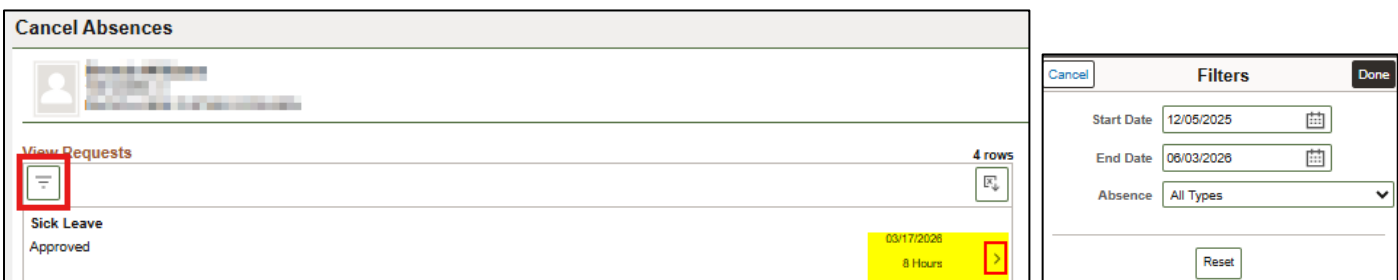 Cancel Absences
View Requests
4 rows
Sick Leave
Approved
03/17/2026
8 Hours
Cancel Filters Done
Start Date 12/05/2025
End Date 06/03/2026
Absence All Types
Reset